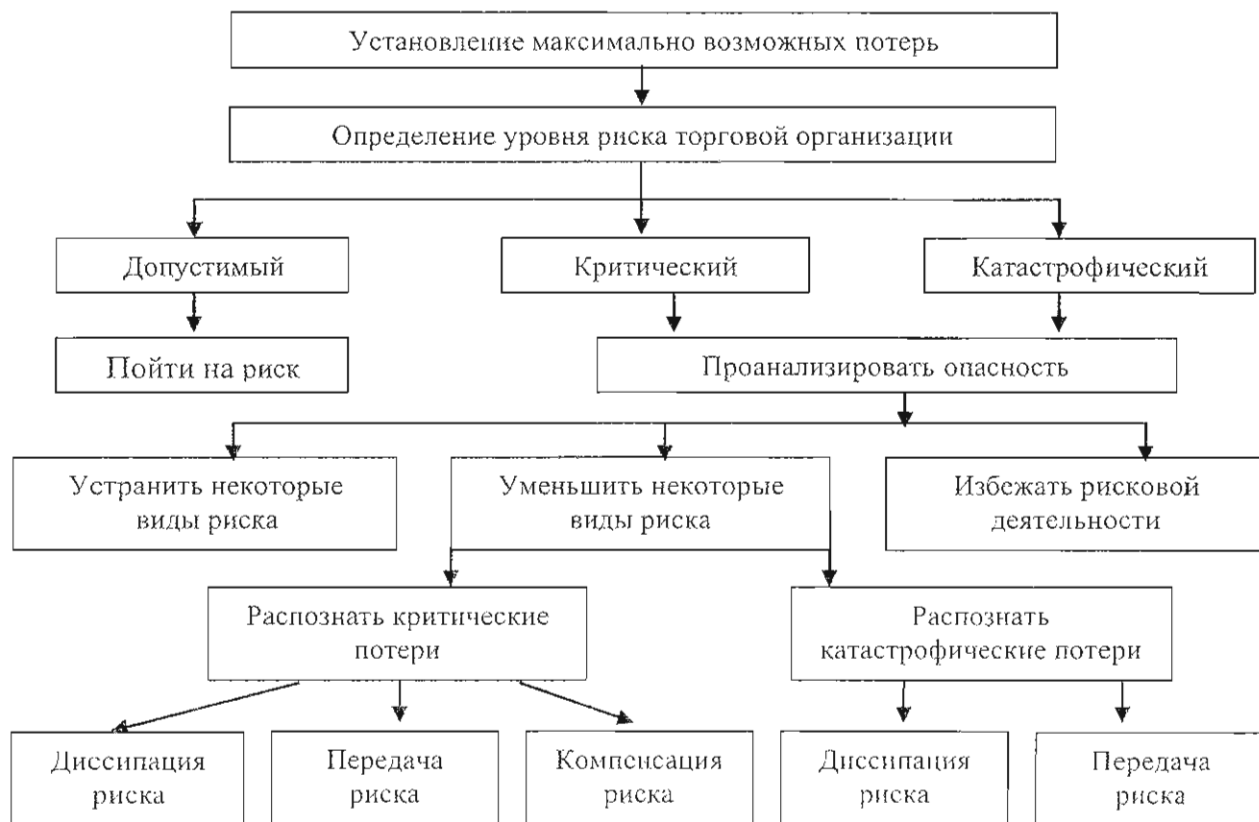 Установление максимально возможных потерь
Определение уровня риска торговой организации
Допустимый
Критический
Катастрофический
Пойти на риск
Проанализировать опасность
Устранить некоторые
виды риска
Уменьшить некоторые
виды риска
Избежать рисковой
деятельности
Распознать критические
потери
Распознать
катастрофические потери
Диссипация
риска
Передача
риска
Компенсация
риска
Диссипация
риска
Передача
риска